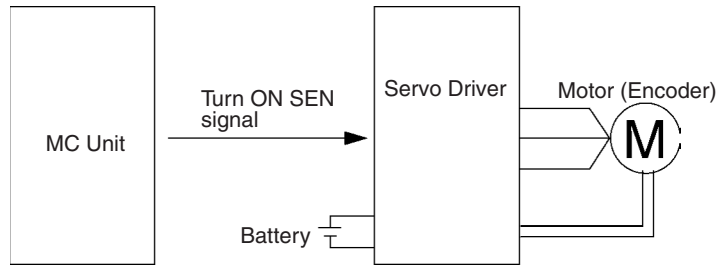 MC Unit
Turn ON SEN
signal
Servo Driver
Motor (Encoder)
M
Battery